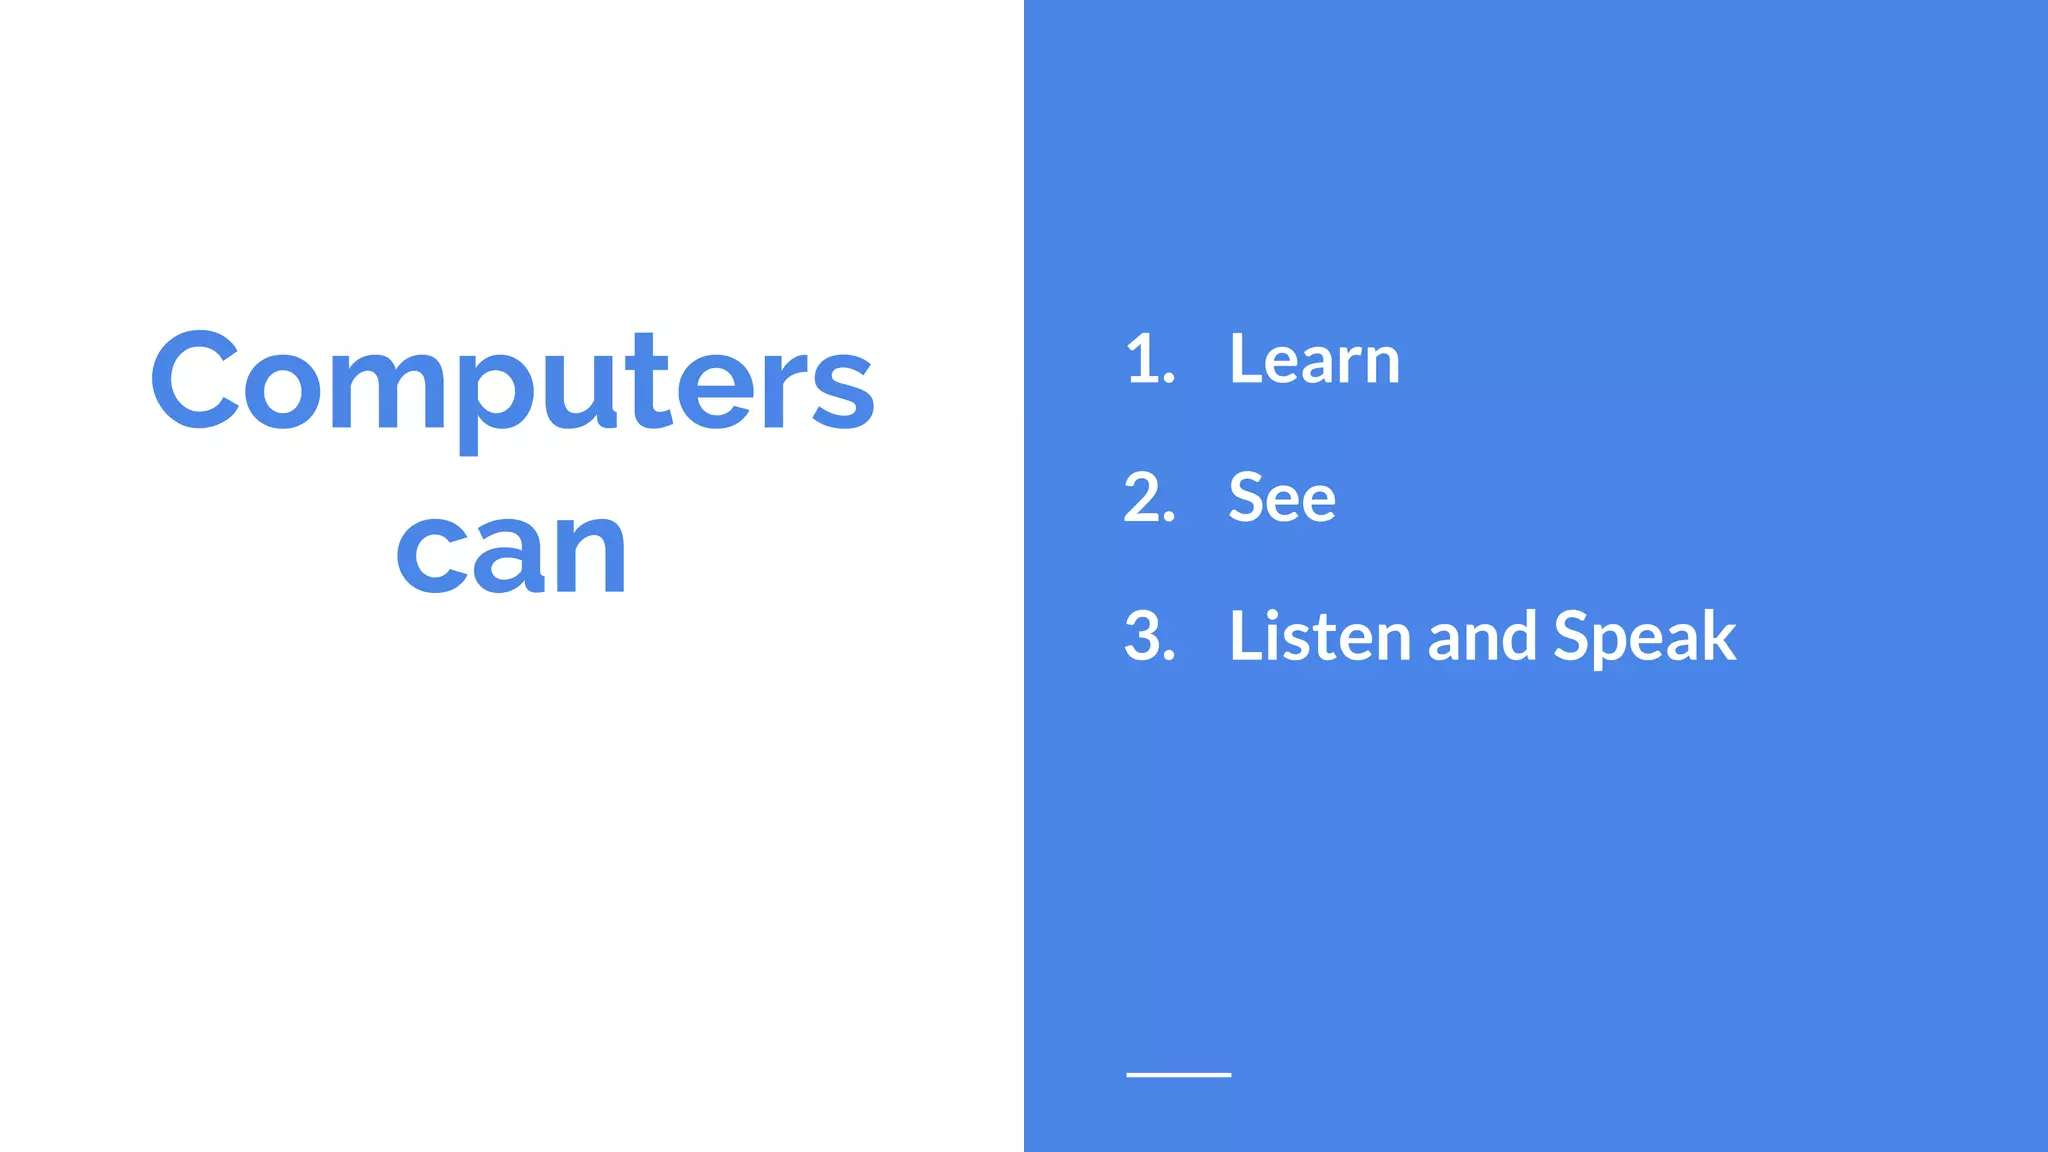 Computers
can
1. Learn
2. See
3. Listen and Speak